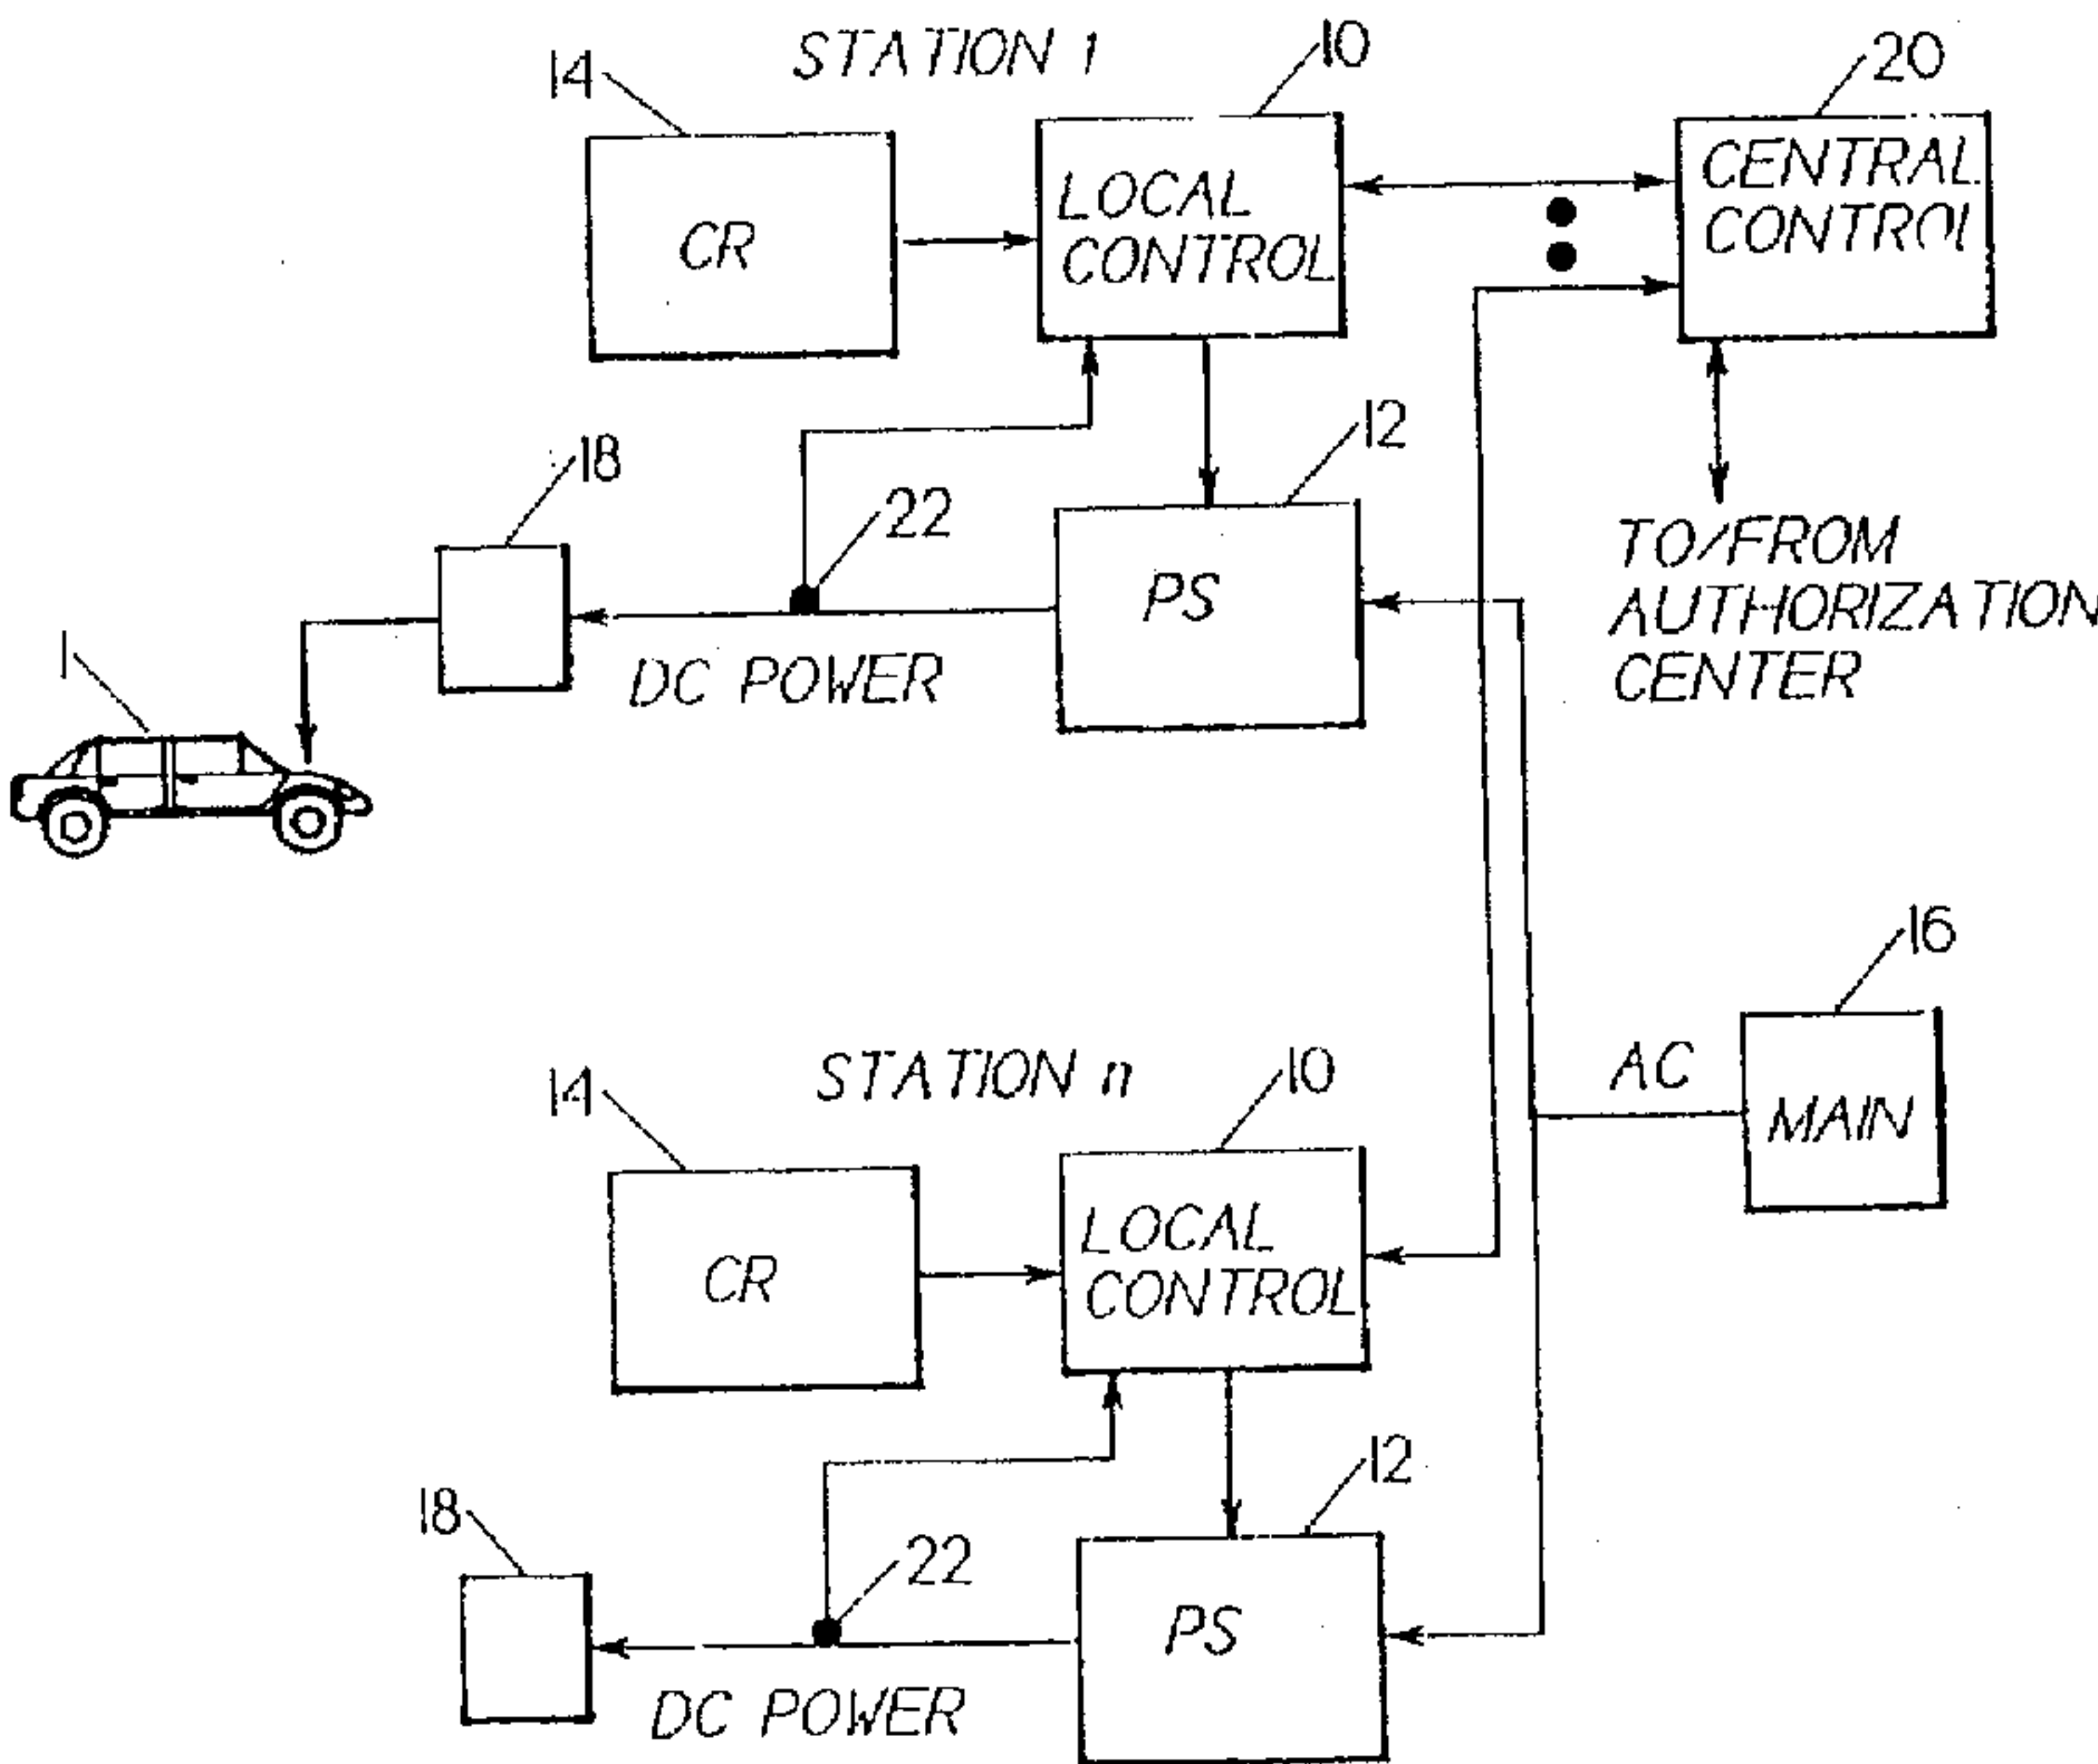 STATION 1
14
10
20
CR
LOCAL
CONTROL
CENTRAL
CONTROL
12
18
22
PS
TO/FROM
AUTHORIZATION
CENTER
1
DC POWER
16
STATION n
14
10
AC
MAIN
CR
LOCAL
CONTROL
12
18
22
PS
DC POWER